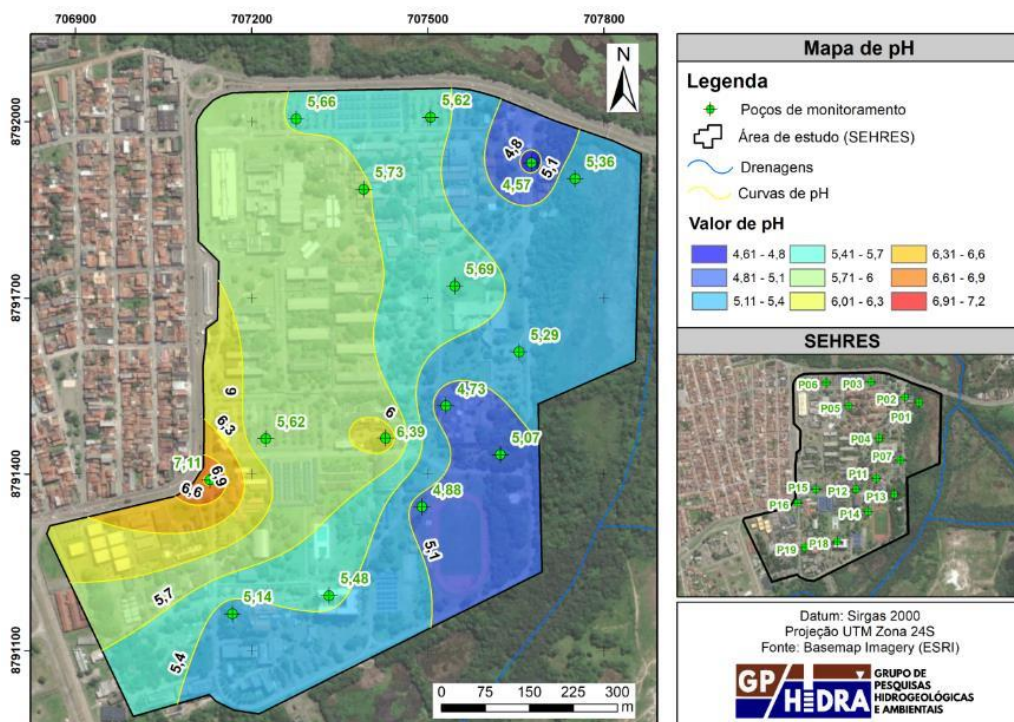 706900
707200
707500
707800
8792000
8791700
8791400
8791100
N
5,66
5,62
4,8
5,1
5,36
4,57
5,73
5,69
5,29
6
4,73
6,3
5,62
6
6,39
5,07
7,11
6,9
6,6
4,88
5,1
5,7
5,48
5,14
5,4
0 75 150 225 300
m
Mapa de pH
Legenda
Poços de monitoramento
Área de estudo (SEHRES)
Drenagens
Curvas de pH
Valor de pH
4,61 - 4,8
5,41 - 5,7
6,31 - 6,6
4,81 - 5,1
5,71 - 6
6,61 - 6,9
5,11 - 5,4
6,01 - 6,3
6,91 - 7,2
SEHRES
P06
P03
P02
P05
P01
P04
P07
P11
P15
P12
P13
P16
P14
P18
P19
Datum: Sirgas 2000
Projeção UTM Zona 24S
Fonte: Basemap Imagery (ESRI)
GP HIDRA
GRUPO DE
PESQUISAS
HIDROGEOLÓGICAS
E AMBIENTAIS